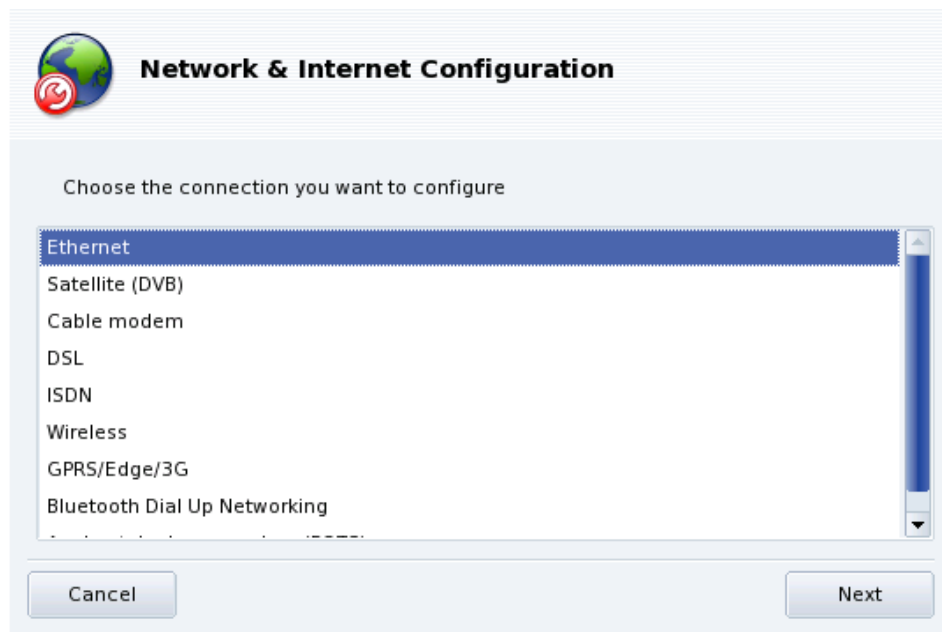 Network & Internet Configuration
Choose the connection you want to configure
Ethernet
Satellite (DVB)
Cable modem
DSL
ISDN
Wireless
GPRS/Edge/3G
Bluetooth Dial Up Networking
Cancel
Next